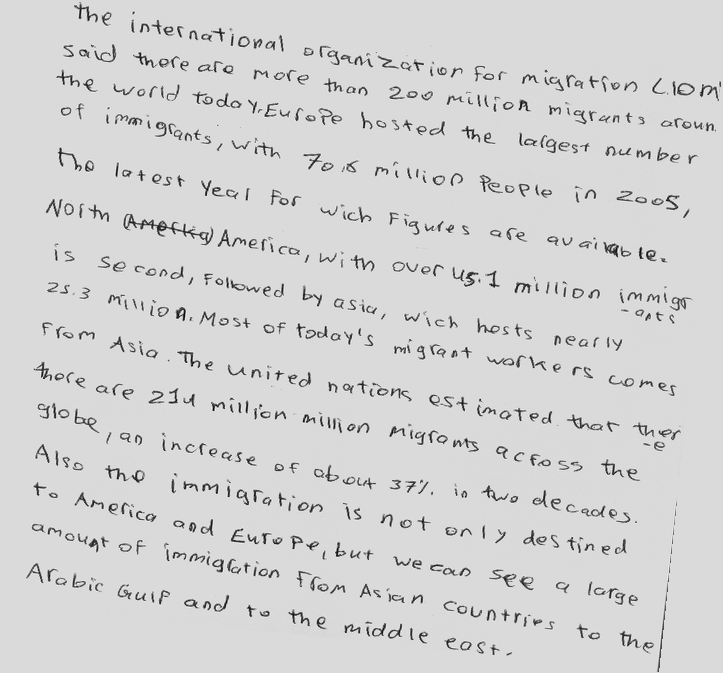 the international organization for migration (IOM
said there are more than 200 million migrants aroun
the world today. Europe hosted the largest number
of immigrants, with 70.6 million People in 2005,
the latest year for wich Figures are available.
North America, with over 45.1 million immigr
-ants
is second, Followed by asia, wich hosts nearly
25.3 million. Most of today's migrant workers comes
From Asia. The united nations estimated that ther
-e
there are 214 million million migrants across the
globe, an increase of about 37%. in two decades.
Also the immigration is not only destined
to America and Europe, but we can see a large
amount of immigration from Asian countries to the
Arabic Gulf and to the middle east.